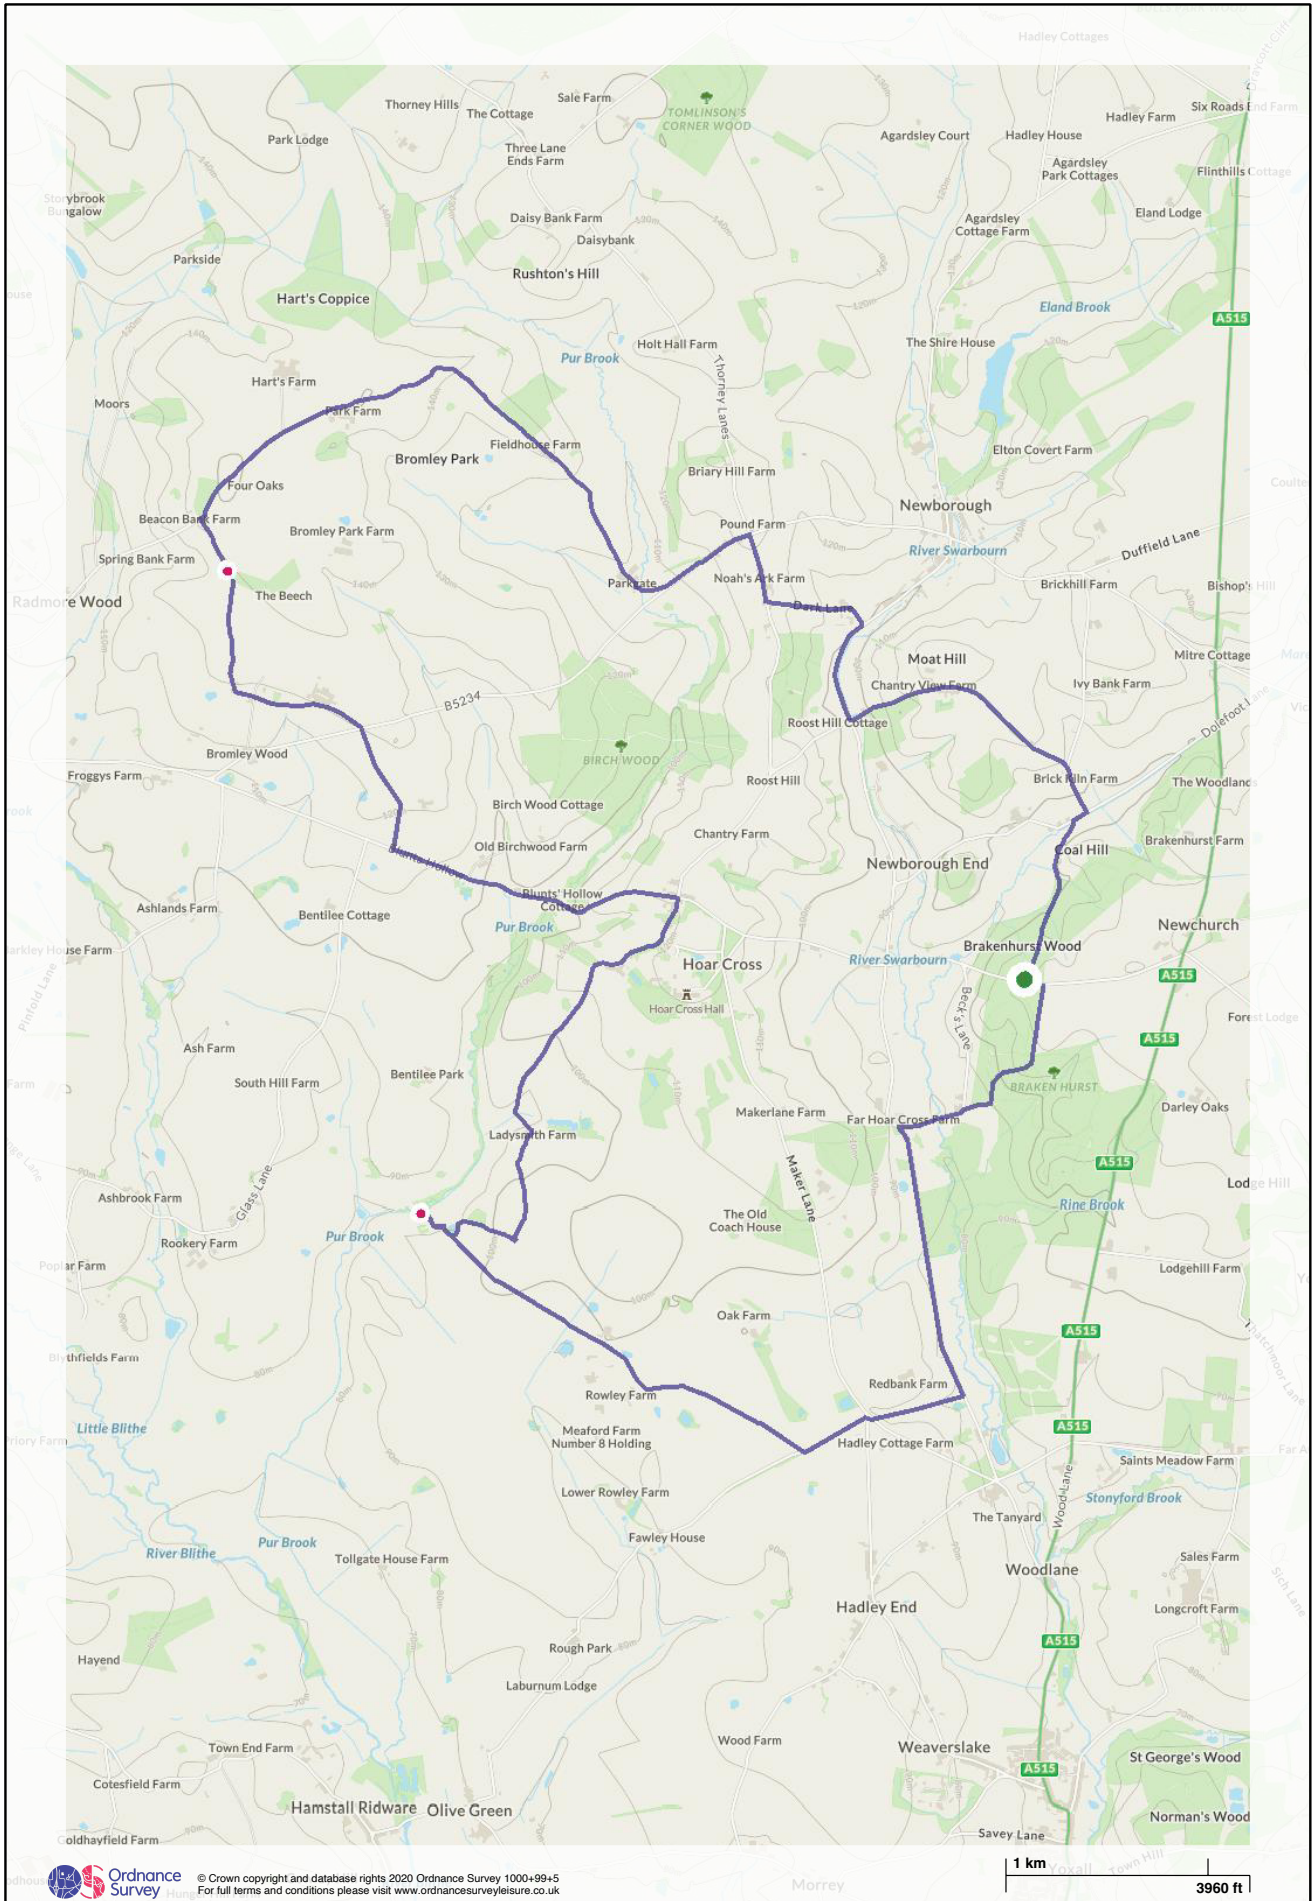 Hadley Cottages
Thorney Hills
Sale Farm
The Cottage
TOMLINSON'S
CORNER WOOD
Six Roads End Farm
Hadley Farm
Park Lodge
Three Lane
Ends Farm
Agardsley Court
Hadley House
Agardsley
Park Cottages
Flinthills Cottage
Storybrook
Bungalow
Daisy Bank Farm
Daisybank
Agardsley
Cottage Farm
Eland Lodge
Parkside
Rushton's Hill
Hart's Coppice
Eland Brook
A515
Pur Brook
Holt Hall Farm
The Shire House
Thorney Lanes
Hart's Farm
Moors
Park Farm
Fieldhouse Farm
Bromley Park
Briary Hill Farm
Elton Covert Farm
Four Oaks
Newborough
Beacon Bank Farm
Bromley Park Farm
Pound Farm
River Swarbourn
Duffield Lane
Spring Bank Farm
Parkgate
Noah's Ark Farm
Brickhill Farm
Bishop's Hill
Radmore Wood
The Beech
Dark Lane
Moat Hill
Mitre Cottage
Chantry View Farm
Ivy Bank Farm
B5234
Roost Hill Cottage
Bromley Wood
BIRCH WOOD
Froggys Farm
Roost Hill
Brick Kiln Farm
The Woodlands
Birch Wood Cottage
Chantry Farm
Old Birchwood Farm
Coal Hill
Brakenhurst Farm
Newborough End
Blunts' Hollow
Cottage
Ashlands Farm
Bentilee Cottage
Pur Brook
Newchurch
Brakenhurst Wood
Hoar Cross
River Swarbourn
A515
Pinfold Lane
Hoar Cross Hall
Beck's Lane
Forest Lodge
Ash Farm
A515
South Hill Farm
Bentilee Park
BRAKEN HURST
Makerlane Farm
Far Hoar Cross Farm
Darley Oaks
Ladysmith Farm
A515
Maker Lane
Ashbrook Farm
Glass Lane
Lodge Hill
The Old
Coach House
Rine Brook
Pur Brook
Rookery Farm
Poplar Farm
Lodgehill Farm
Oak Farm
A515
Blythfields Farm
Redbank Farm
Rowley Farm
Little Blithe
Priory Farm
Meaford Farm
Number 8 Holding
Hadley Cottage Farm
A515
Saints Meadow Farm
Lower Rowley Farm
Wood Lane
Stonyford Brook
The Tanyard
Fawley House
Pur Brook
River Blithe
Tollgate House Farm
Woodlane
Sales Farm
Sich Lane
Hadley End
Longcroft Farm
A515
Rough Park
Hayend
Laburnum Lodge
Wood Farm
Town End Farm
Weaverslake
St George's Wood
A515
Cotesfield Farm
Hamstall Ridware
Olive Green
Norman's Wood
Savey Lane
Goldhayfield Farm
Yoxall
Town Hill
Morrey
Ordnance
Survey
© Crown copyright and database rights 2020 Ordnance Survey 1000+99+5
For full terms and conditions please visit www.ordnancesurveyleisure.co.uk
1 km
3960 ft